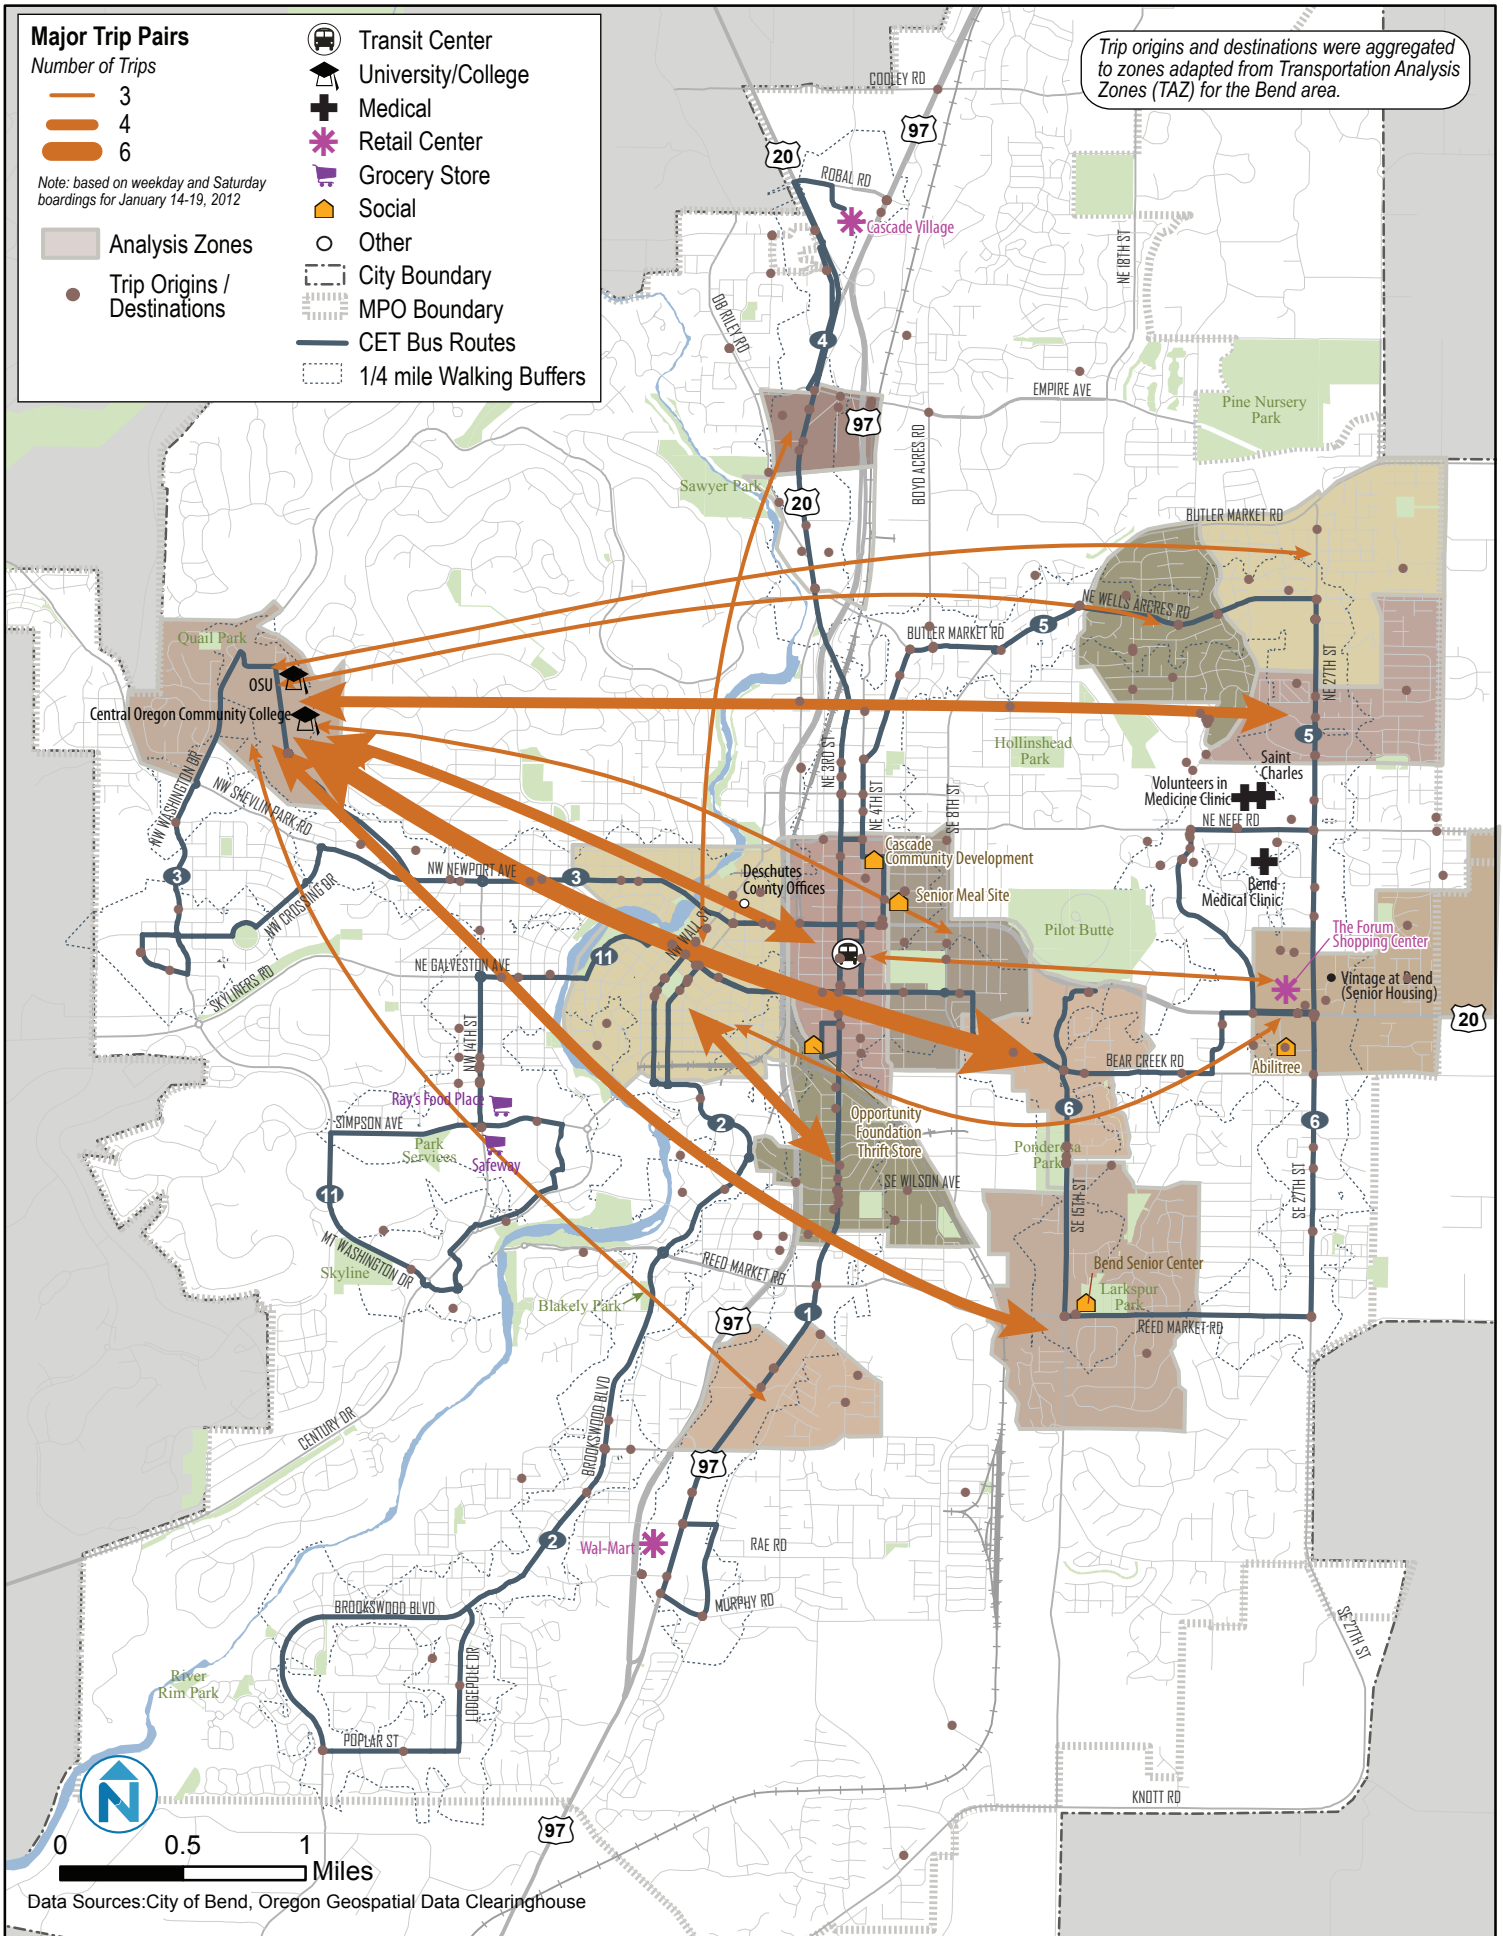 Major Trip Pairs
Number of Trips
3
4
6
Note: based on weekday and Saturday
boardings for January 14-19, 2012
Analysis Zones
Trip Origins /
Destinations
Transit Center
University/College
Medical
Retail Center
Grocery Store
Social
Other
City Boundary
MPO Boundary
CET Bus Routes
1/4 mile Walking Buffers
Trip origins and destinations were aggregated
to zones adapted from Transportation Analysis
Zones (TAZ) for the Bend area.
COOLEY RD
97
20
ROBAL RD
Cascade Village
NE 18TH ST
OB RILEY RD
4
EMPIRE AVE
Pine Nursery
Park
97
BOYD ACRES RD
Sawyer Park
20
BUTLER MARKET RD
NE WELLS ARCRES RD
5
BUTLER MARKET RD
Quail Park
OSU
NE 27TH ST
Central Oregon Community College
5
Hollinshead
Park
NE 3RD ST
NE 4TH ST
SE 8TH ST
Saint
Charles
Volunteers in
Medicine Clinic
NE NEFF RD
NW WASHINGTON DR
NW SHEVLIN PARK RD
Cascade
Community Development
Bend
Medical Clinic
3
NW NEWPORT AVE
3
Deschutes
County Offices
Senior Meal Site
NW CROSSING DR
NW WALL ST
Pilot Butte
The Forum
Shopping Center
SKYLINERS RD
NE GALVESTON AVE
11
Vintage at Bend
(Senior Housing)
20
NW 14TH ST
BEAR CREEK RD
Abilitree
Ray's Food Place
6
2
6
SIMPSON AVE
Park
Services
Safeway
Opportunity
Foundation
Thrift Store
Ponderosa
Park
SE WILSON AVE
SE 15TH ST
SE 27TH ST
11
MT WASHINGTON DR
Skyline
REED MARKET RD
Bend Senior Center
Larkspur
Park
Blakely Park
1
REED MARKET RD
97
CENTURY DR
BROOKSWOOD BLVD
97
2
Wal-Mart
RAE RD
MURPHY RD
BROOKSWOOD BLVD
SE 27TH ST
LODGEPOLE DR
River
Rim Park
POPLAR ST
N
KNOTT RD
97
0 0.5 1
Miles
Data Sources:City of Bend, Oregon Geospatial Data Clearinghouse